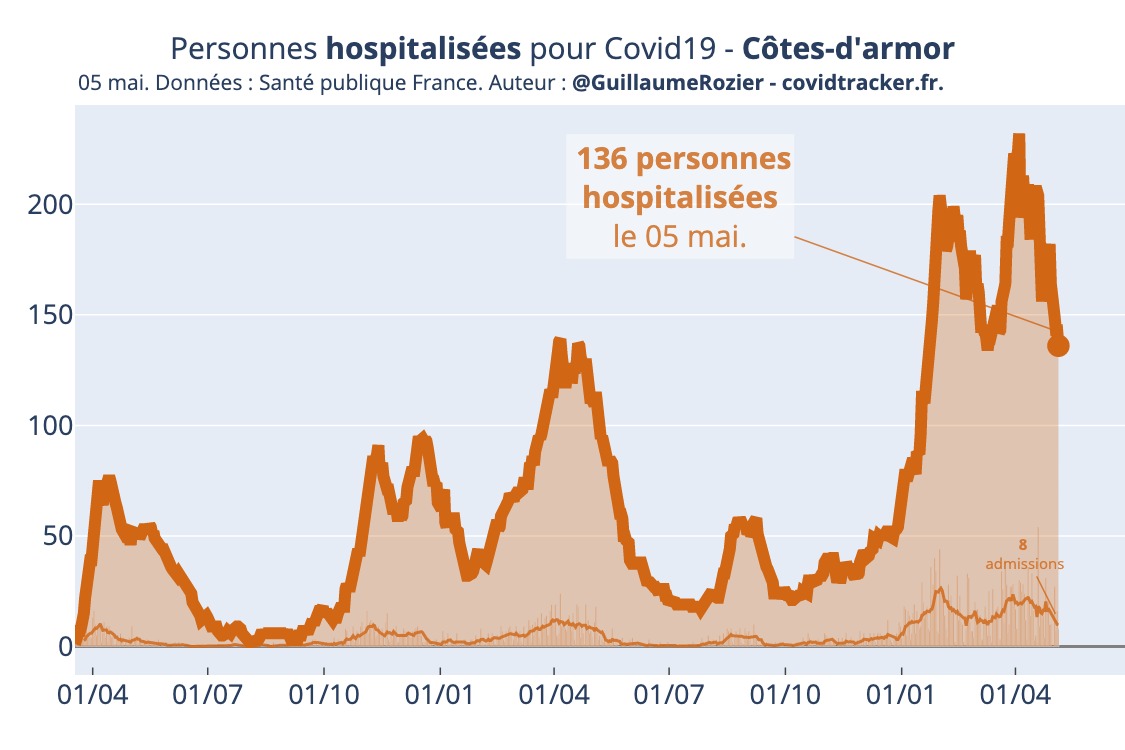 Personnes hospitalisées pour Covid19 - Côtes-d'armor
05 mai. Données : Santé publique France. Auteur : @GuillaumeRozier - covidtracker.fr.
136 personnes
hospitalisées
le 05 mai.
200
150
100
50
0
8
admissions
01/04 01/07 01/10 01/01 01/04 01/07 01/10 01/01 01/04